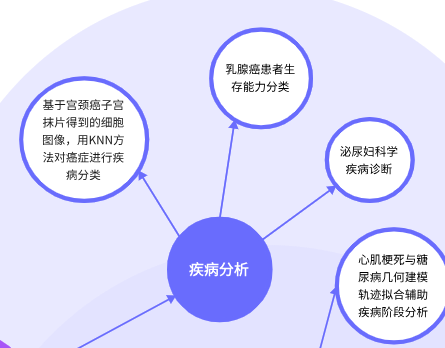 乳腺癌患者生
存能力分类
基于宫颈癌子宫
抹片得到的细胞
图像，用KNN方
法对癌症进行疾
病分类
泌尿妇科学
疾病诊断
疾病分析
心肌梗死与糖
尿病几何建模
轨迹拟合辅助
疾病阶段分析